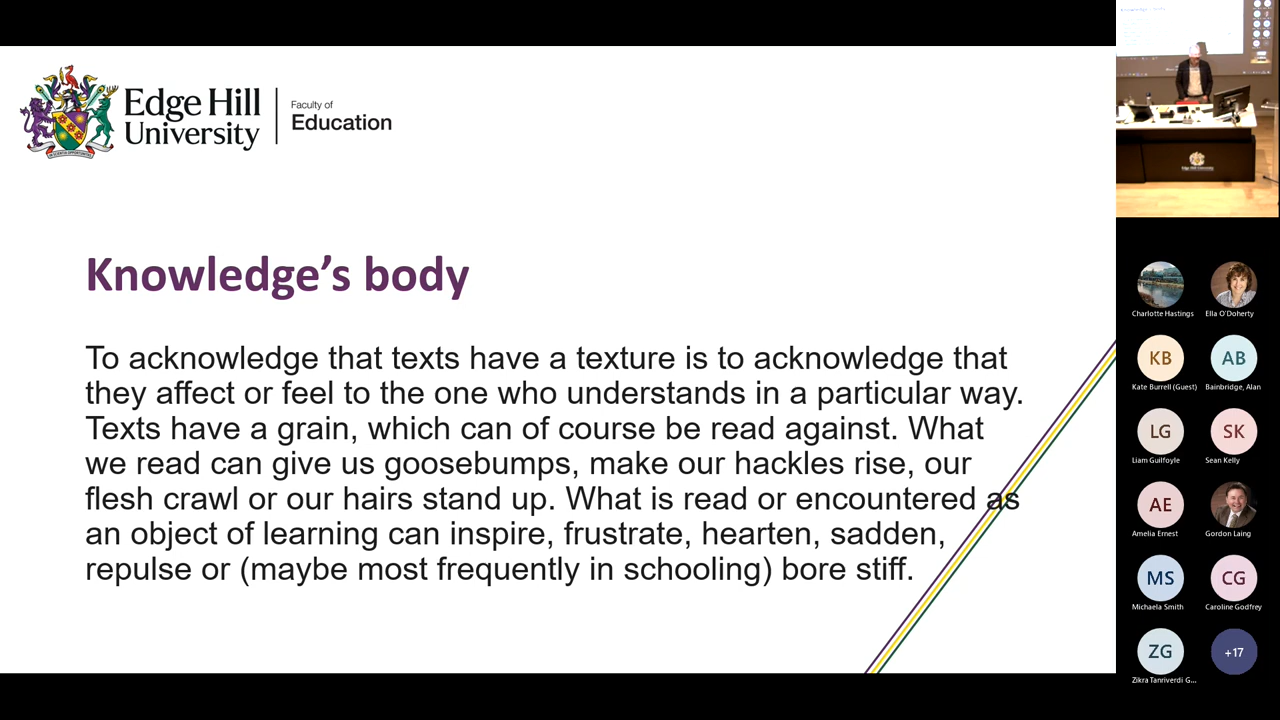 Edge Hill
University
Faculty of
Education
Knowledge’s body
To acknowledge that texts have a texture is to acknowledge that
they affect or feel to the one who understands in a particular way.
Texts have a grain, which can of course be read against. What
we read can give us goosebumps, make our hackles rise, our
flesh crawl or our hairs stand up. What is read or encountered as
an object of learning can inspire, frustrate, hearten, sadden,
repulse or (maybe most frequently in schooling) bore stiff.
Edge Hill University
Charlotte Hastings
Ella O'Doherty
KB
AB
Kate Burrell (Guest)
Bainbridge, Alan
LG
SK
Liam Guilfoyle
Sean Kelly
AE
Amelia Ernest
Gordon Laing
MS
CG
Michaela Smith
Caroline Godfrey
ZG
+17
Zikra Tanriverdi G...